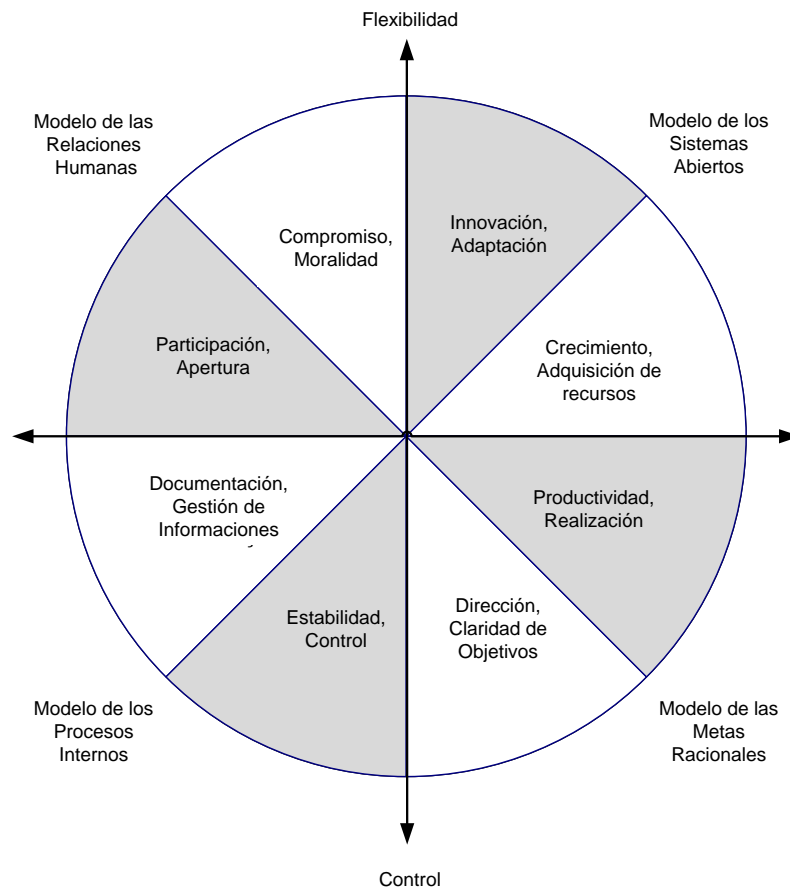 Flexibilidad
Modelo de las
Relaciones
Humanas
Modelo de los
Sistemas
Abiertos
Compromiso,
Moralidad
Innovación,
Adaptación
Participación,
Apertura
Crecimiento,
Adquisición de
recursos
Documentación,
Gestión de
Informaciones
Productividad,
Realización
Estabilidad,
Control
Dirección,
Claridad de
Objetivos
Modelo de los
Procesos
Internos
Modelo de las
Metas
Racionales
Control